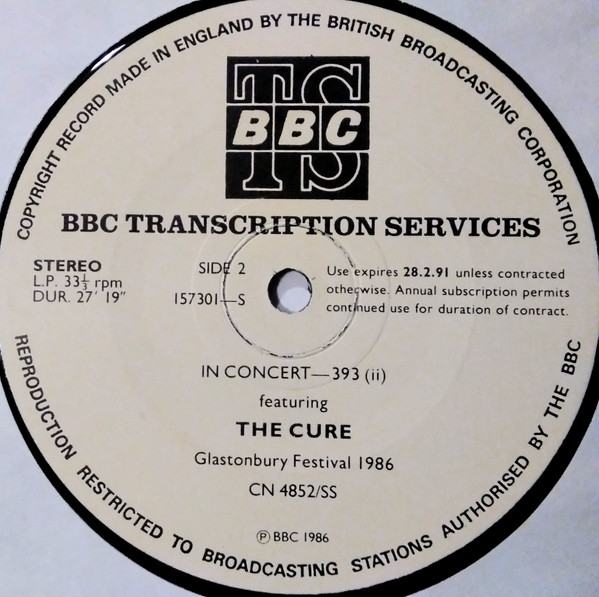 COPYRIGHT RECORD MADE IN ENGLAND BY THE BRITISH BROADCASTING CORPORATION
TS
BBC
BBC TRANSCRIPTION SERVICES
STEREO
L.P. 33⅓ rpm
DUR. 27' 19"
SIDE 2
157301—S
Use expires 28.2.91 unless contracted
otherwise. Annual subscription permits
continued use for duration of contract.
IN CONCERT—393 (ii)
featuring
THE CURE
Glastonbury Festival 1986
CN 4852/SS
Ⓟ BBC 1986
REPRODUCTION RESTRICTED TO BROADCASTING STATIONS AUTHORISED BY THE BBC